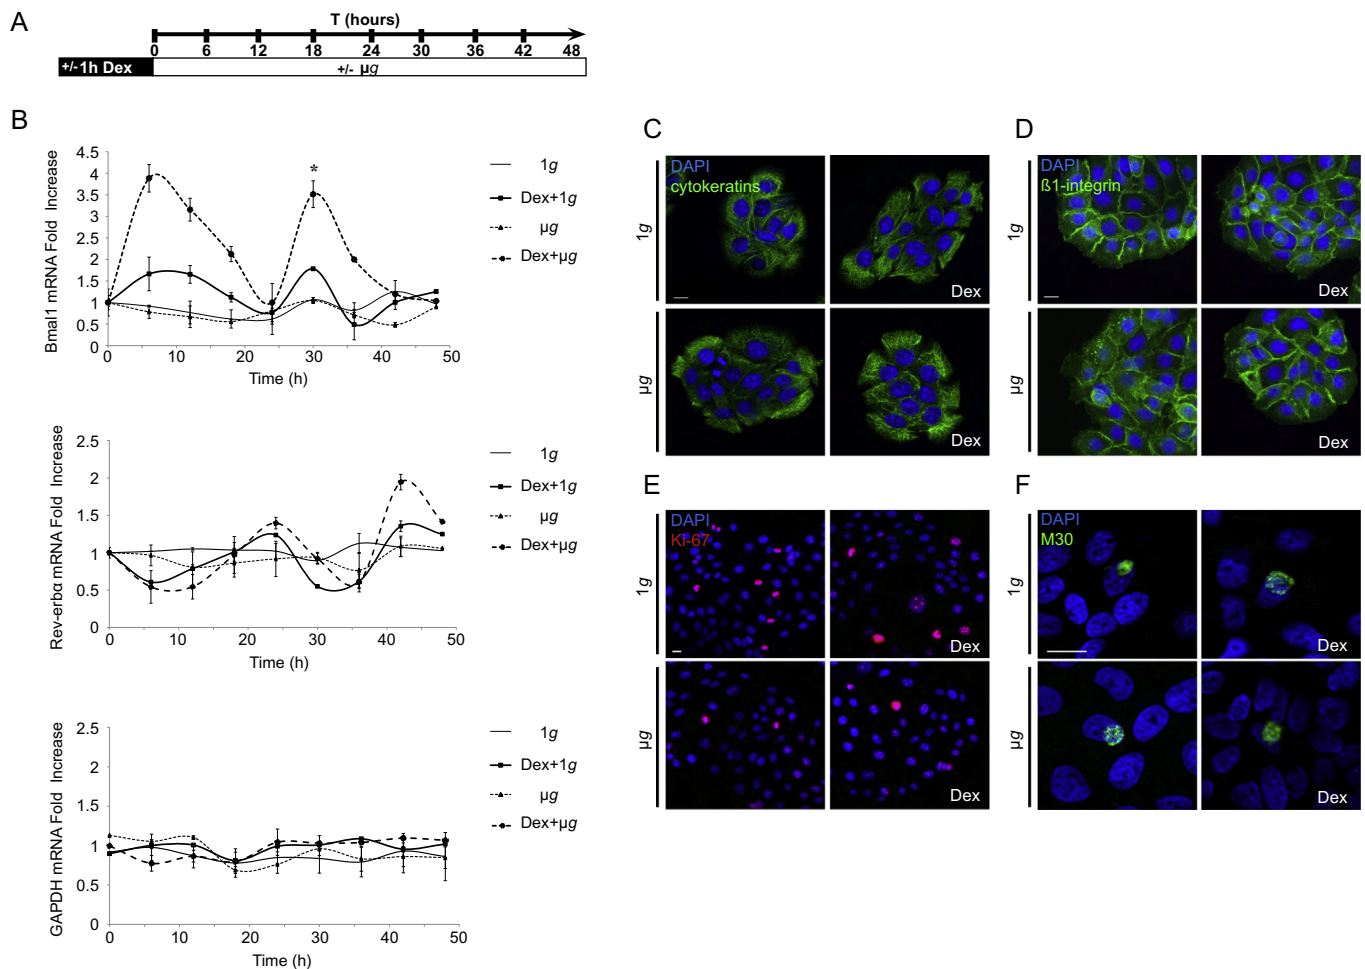 A
T (hours)
0 6 12 18 24 30 36 42 48
+/-1h Dex
+/- µg
B
Bmal1 mRNA Fold Increase
4.5
4
3.5
3
2.5
2
1.5
1
0.5
0
*
0 10 20 30 40 50
Time (h)
1g
Dex+1g
µg
Dex+µg
Rev-erbα mRNA Fold Increase
2.5
2
1.5
1
0.5
0
0 10 20 30 40 50
Time (h)
1g
Dex+1g
µg
Dex+µg
GAPDH mRNA Fold Increase
2.5
2
1.5
1
0.5
0
0 10 20 30 40 50
Time (h)
1g
Dex+1g
µg
Dex+µg
C
1g
DAPI
cytokeratins
Dex
µg
Dex
D
1g
DAPI
ß1-integrin
Dex
µg
Dex
E
1g
DAPI
Ki-67
Dex
µg
Dex
F
1g
DAPI
M30
Dex
µg
Dex